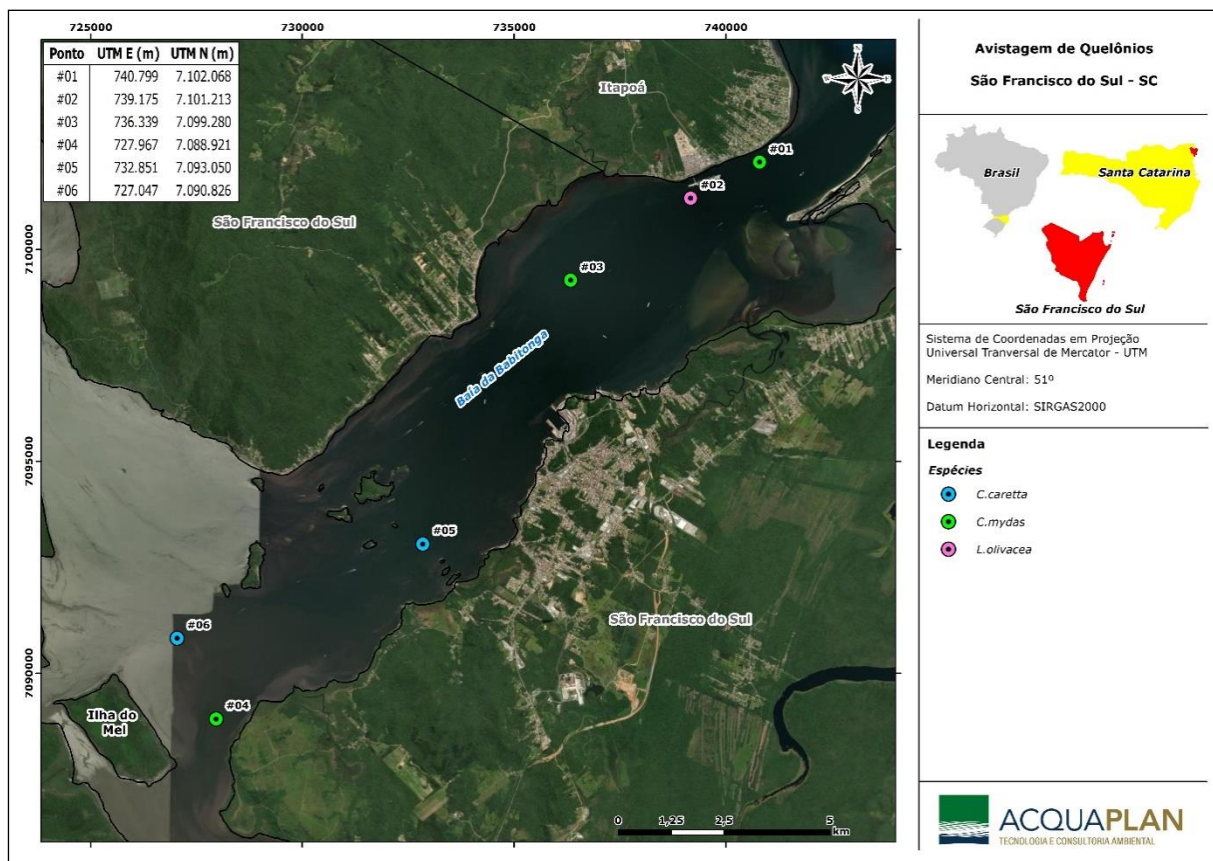 725000 730000 735000 740000
Ponto UTM E (m) UTM N (m)
#01 740.799 7.102.068
#02 739.175 7.101.213
#03 736.339 7.099.280
#04 727.967 7.088.921
#05 732.851 7.093.050
#06 727.047 7.090.826
Itapoá
#01
#02
São Francisco do Sul
7100000
#03
Baía da Babitonga
7095000
#05
São Francisco do Sul
#06
7090000
#04
Ilha do
Mel
0 1,25 2,5 5
km
Avistagem de Quelônios
São Francisco do Sul - SC
Brasil
Santa Catarina
São Francisco do Sul
Sistema de Coordenadas em Projeção
Universal Tranversal de Mercator - UTM
Meridiano Central: 51º
Datum Horizontal: SIRGAS2000
Legenda
Espécies
C.caretta
C.mydas
L.olivacea
ACQUAPLAN
TECNOLOGIA E CONSULTORIA AMBIENTAL